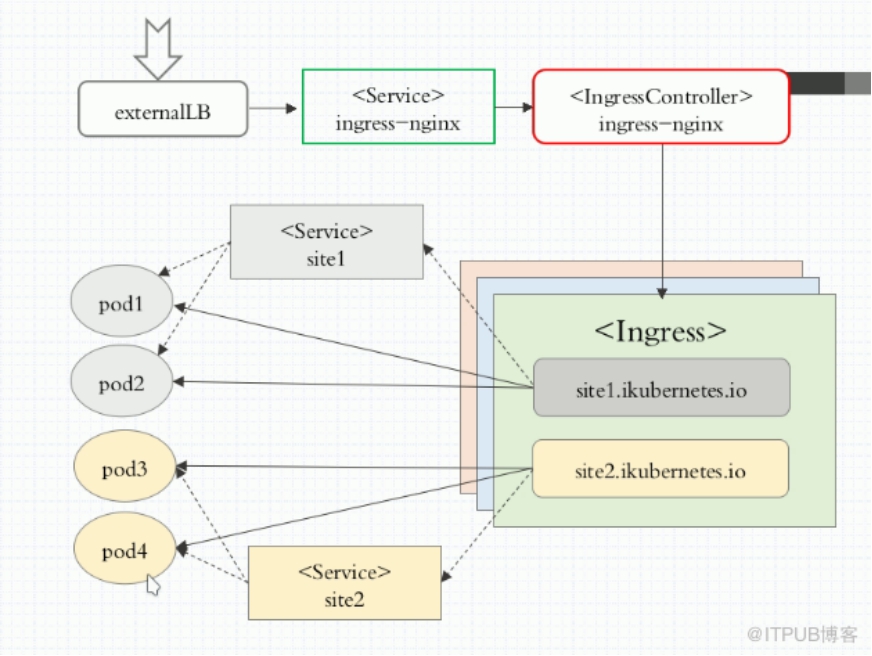 externalLB
<Service>
ingress-nginx
<IngressController>
ingress-nginx
<Service>
site1
pod1
pod2
pod3
pod4
<Ingress>
site1.ikubernetes.io
site2.ikubernetes.io
<Service>
site2
@ITPUB博客